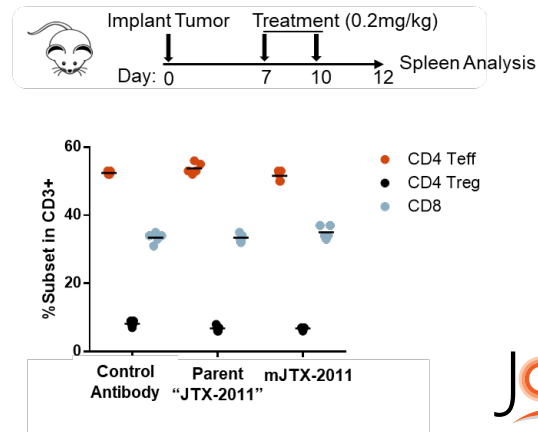 Implant Tumor Treatment (0.2mg/kg)
Day: 0 7 10 12 Spleen Analysis
%Subset in CD3+
60
40
20
0
CD4 Teff
CD4 Treg
CD8
Control Antibody
Parent "JTX-2011"
mJTX-2011